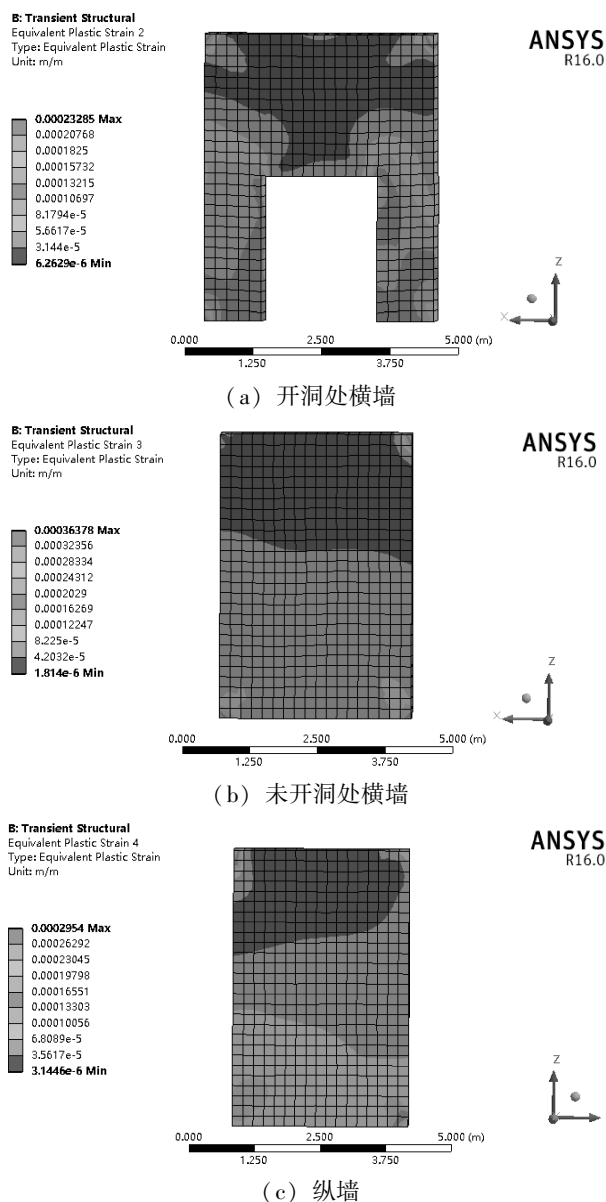 B: Transient Structural
Equivalent Plastic Strain 2
Type: Equivalent Plastic Strain
Unit: m/m
ANSYS
R16.0
0.00023285 Max
0.00020768
0.0001825
0.00015732
0.00013215
0.00010697
8.1794e-5
5.6617e-5
3.144e-5
6.2629e-6 Min
Z
X
0.000 2.500 5.000 (m)
1.250 3.750
(a) 开洞处横墙
B: Transient Structural
Equivalent Plastic Strain 3
Type: Equivalent Plastic Strain
Unit: m/m
ANSYS
R16.0
0.00036378 Max
0.00032356
0.00028334
0.00024312
0.0002029
0.00016269
0.00012247
8.225e-5
4.2032e-5
1.814e-6 Min
Z
X
0.000 2.500 5.000 (m)
1.250 3.750
(b) 未开洞处横墙
B: Transient Structural
Equivalent Plastic Strain 4
Type: Equivalent Plastic Strain
Unit: m/m
ANSYS
R16.0
0.0002954 Max
0.00026292
0.00023045
0.00019798
0.00016551
0.00013303
0.00010056
6.8089e-5
3.5617e-5
3.1446e-6 Min
Z
0.000 2.500 5.000 (m)
1.250 3.750
(c) 纵墙